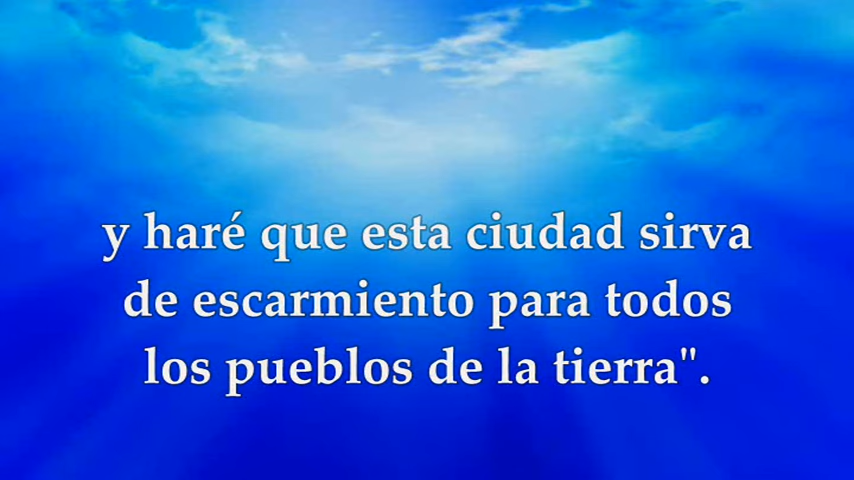 y haré que esta ciudad sirva
de escarmiento para todos
los pueblos de la tierra".